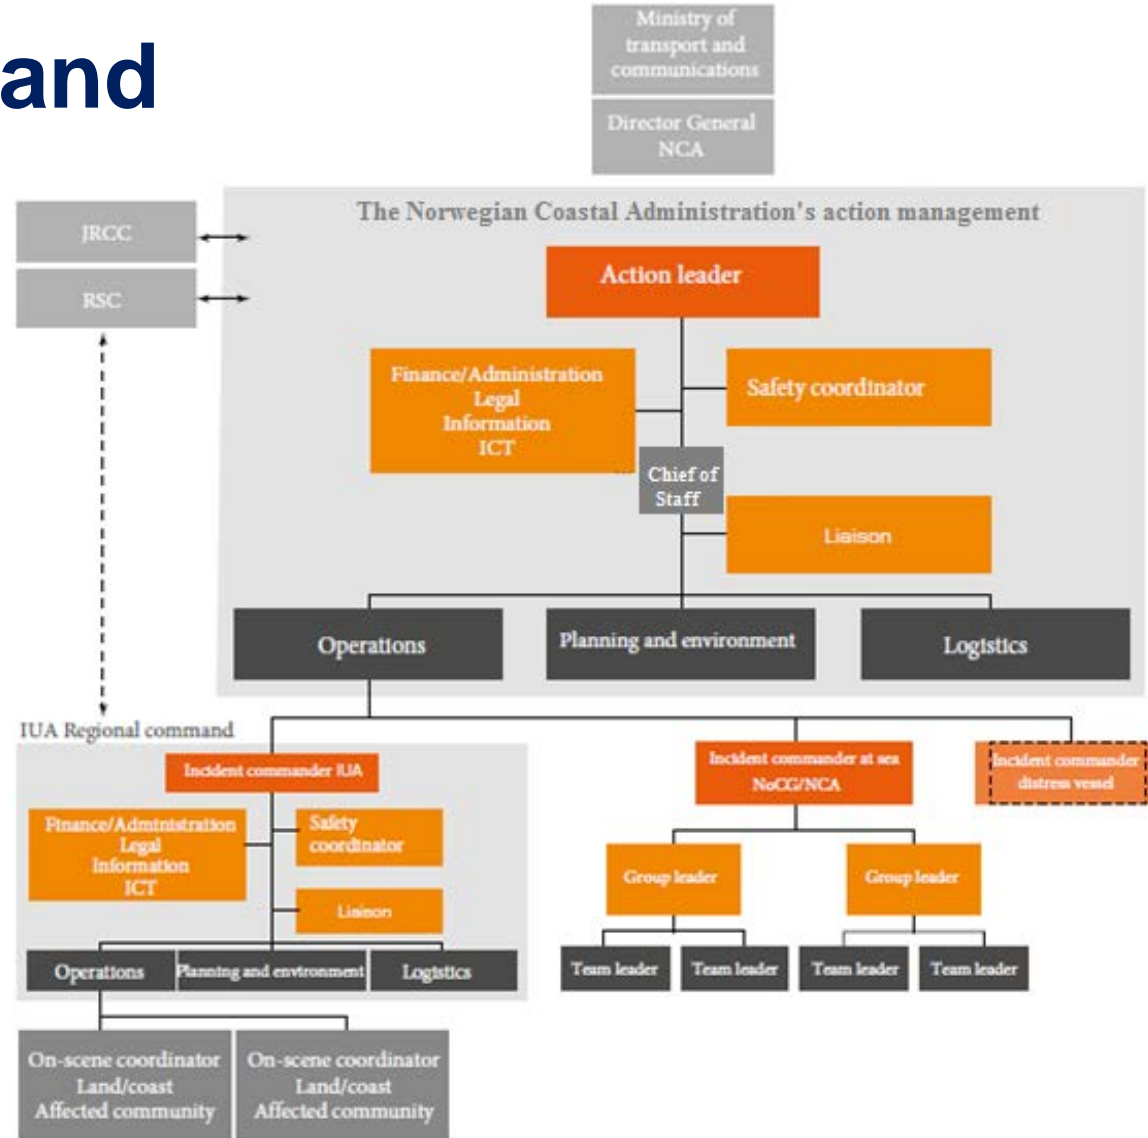 and
Ministry of
transport and
communications
Director General
NCA
The Norwegian Coastal Administration's action management
JRCC
RSC
Action leader
Finance/Administration
Legal
Information
ICT
Safety coordinator
Chief of
Staff
Liaison
Operations
Planning and environment
Logistics
IUA Regional command
Incident commander IUA
Finance/Administration
Legal
Information
ICT
Safety
coordinator
Liaison
Operations
Planning and environment
Logistics
Incident commander at sea
NoCG/NCA
Incident commander
distress vessel
Group leader
Group leader
Team leader
Team leader
Team leader
Team leader
On-scene coordinator
Land/coast
Affected community
On-scene coordinator
Land/coast
Affected community